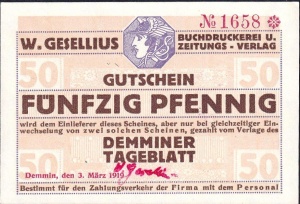 № 1658
W. GESELLIUS
BUCHDRUCKEREI U.
ZEITUNGS - VERLAG
50 50
GUTSCHEIN
FÜNFZIG PFENNIG
wird dem Einlieferer dieses Scheines, aber nur bei gleichzeitiger Ein-
wechselung von zwei solchen Scheinen, gezahlt vom Verlage des
DEMMINER
TAGEBLATT
50 50
Demmin, den 3. März 1919
Bestimmt für den Zahlungsverkehr der Firma mit dem Personal